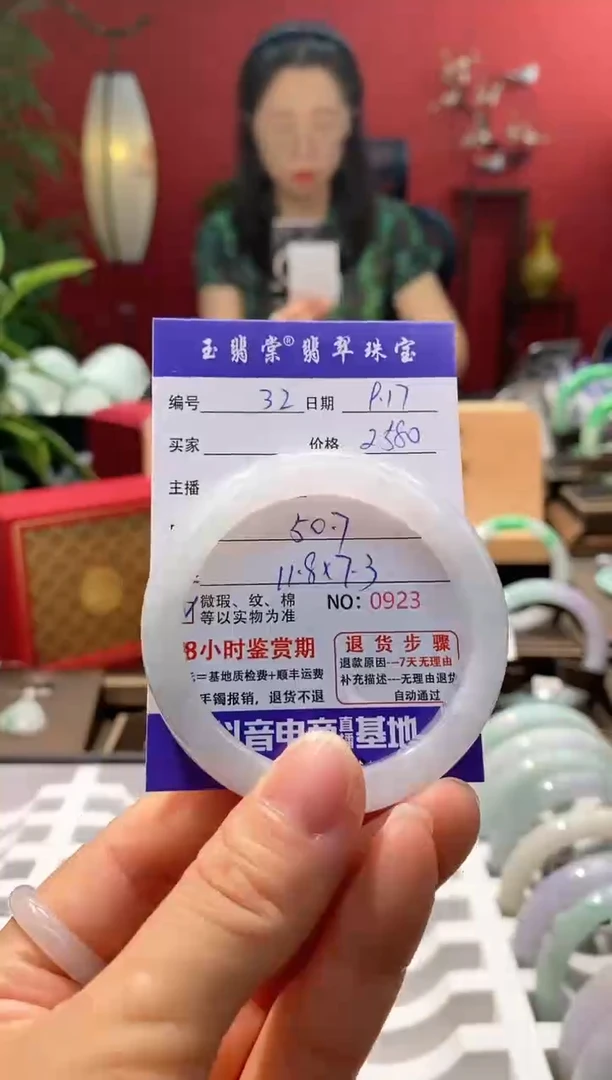 玉翡棠®翡翠珠宝
编号 32 日期 9.17
买家 价格 2580
主播
50.7
11.8x7.3
微瑕、纹、棉 NO: 0923
等以实物为准
8小时鉴赏期
=基地质检费+顺丰运费
手镯报销，退货不退
退货步骤
退款原因---7天无理由
补充描述---无理由退货
自动通过
抖音电商直播基地